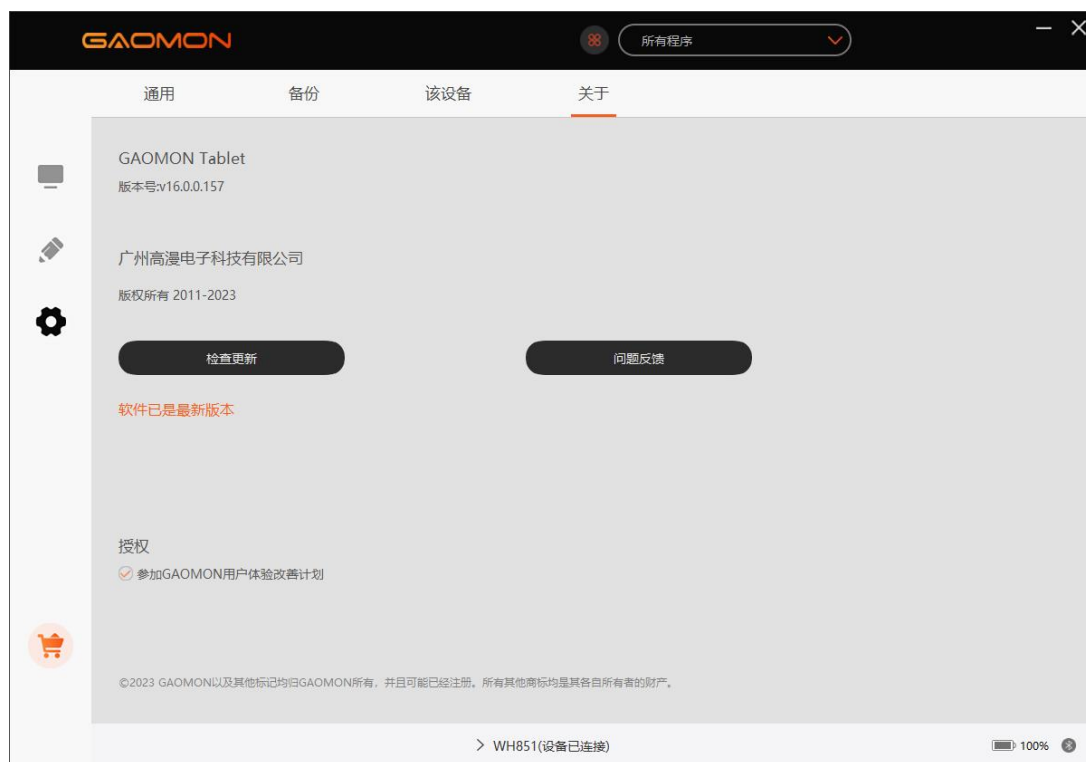 GAOMON
所有程序
通用 备份 该设备 关于
GAOMON Tablet
版本号:v16.0.0.157
广州高漫电子科技有限公司
版权所有 2011-2023
检查更新 问题反馈
软件已是最新版本
授权
参加GAOMON用户体验改善计划
©2023 GAOMON以及其他标记均归GAOMON所有，并且可能已经注册。所有其他商标均是其各自所有者的财产。
WH851(设备已连接) 100%